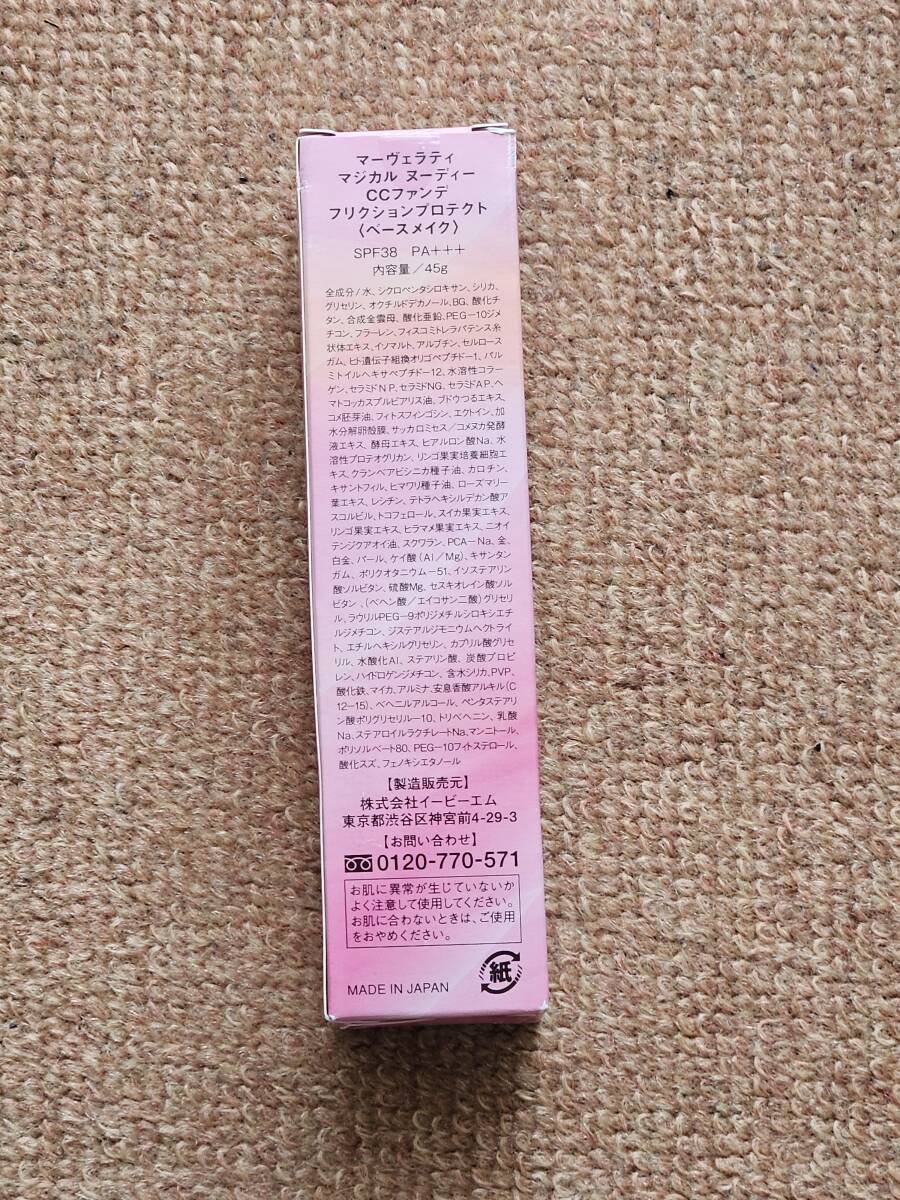 マーヴェラティ
マジカル ヌーディー
CCファンデ
フリクションプロテクト
〈ベースメイク〉
SPF38 PA+++
内容量/45g
全成分/水、シクロペンタシロキサン、シリカ、
グリセリン、オクチルドデカノール、BG、酸化チ
タン、合成金雲母、酸化亜鉛、PEG-10ジメ
チコン、フラーレン、フィスコミトレラパテンス糸
状体エキス、イソマルト、アルブチン、セルロース
ガム、ヒト遺伝子組換オリゴペプチド-1、パル
ミトイルヘキサペプチド-12、水溶性コラー
ゲン、セラミドNP、セラミドNG、セラミドAP、ヘ
マトコッカスプルビアリス油、ブドウつるエキス、
コメ胚芽油、フィトスフィンゴシン、エクトイン、加
水分解卵殻膜、サッカロミセス/コメヌカ発酵
液エキス、酵母エキス、ヒアルロン酸Na、水
溶性プロテオグリカン、リンゴ果実培養細胞エ
キス、クランベアビシニカ種子油、カロチン、
キサントフィル、ヒマワリ種子油、ローズマリー
葉エキス、レシチン、テトラヘキシルデカン酸ア
スコルビル、トコフェロール、スイカ果実エキス、
リンゴ果実エキス、ヒラマメ果実エキス、ニオイ
テンジクアオイ油、スクワラン、PCA-Na、金、
白金、パール、ケイ酸(Al/Mg)、キサンタン
ガム、ポリクオタニウム-51、イソステアリン
酸ソルビタン、硫酸Mg、セスキオレイン酸ソル
ビタン、(ベヘン酸/エイコサン二酸)グリセリ
ル、ラウリルPEG-9ポリジメチルシロキシエチ
ルジメチコン、ジステアルジモニウムヘクトライ
ト、エチルヘキシルグリセリン、カプリル酸グリセ
リル、水酸化Al、ステアリン酸、炭酸プロピ
レン、ハイドロゲンジメチコン、含水シリカ、PVP、
酸化鉄、マイカ、アルミナ、安息香酸アルキル(C
12-15)、ベヘニルアルコール、ペンタステアリ
ン酸ポリグリセリル-10、トリベヘニン、乳酸
Na、ステアロイルラクチレートNa、マンニトール、
ポリソルベート80、PEG-10フィトステロール、
酸化スズ、フェノキシエタノール
【製造販売元】
株式会社イービーエム
東京都渋谷区神宮前4-29-3
【お問い合わせ】
0120-770-571
お肌に異常が生じていないか
よく注意して使用してください。
お肌に合わないときは、ご使用
をおやめください。
紙
MADE IN JAPAN